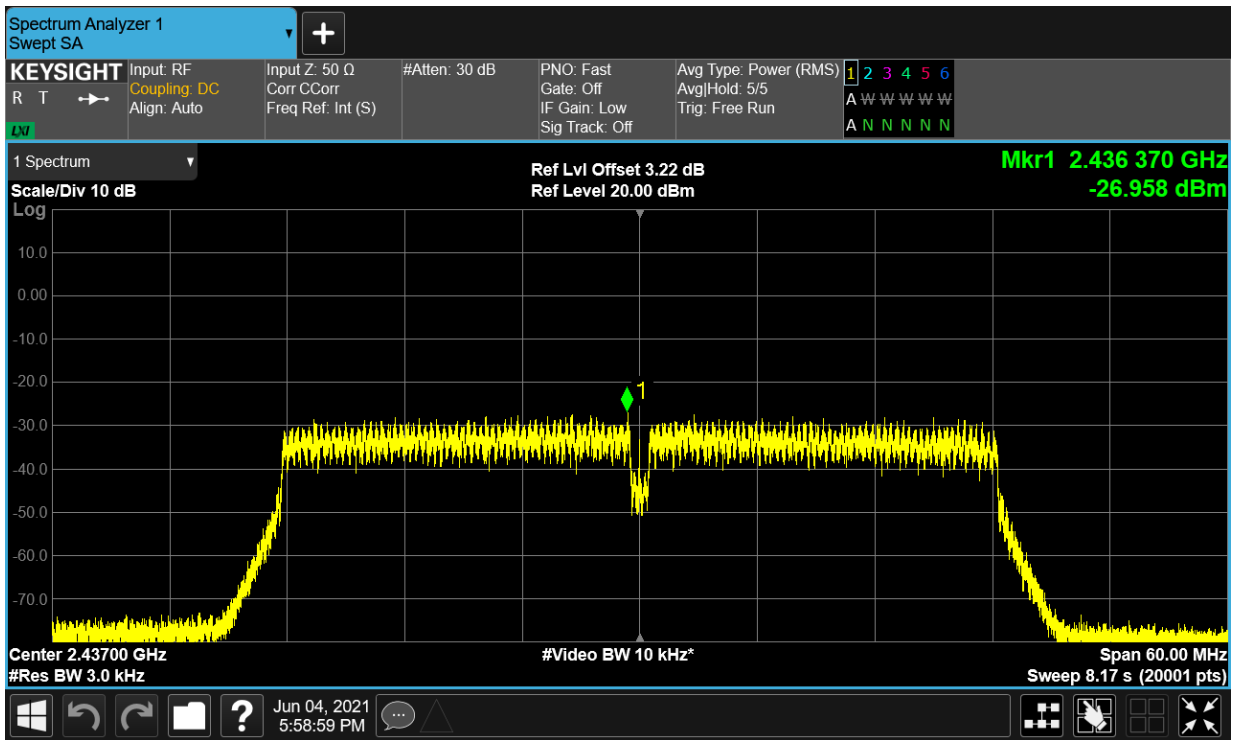 Spectrum Analyzer 1
Swept SA
+
KEYSIGHT
R T
LXI
Input: RF
Coupling: DC
Align: Auto
Input Z: 50 Ω
Corr CCorr
Freq Ref: Int (S)
#Atten: 30 dB
PNO: Fast
Gate: Off
IF Gain: Low
Sig Track: Off
Avg Type: Power (RMS)
Avg|Hold: 5/5
Trig: Free Run
1 2 3 4 5 6
A W W W W W
A N N N N N
1 Spectrum
Scale/Div 10 dB
Log
Ref Lvl Offset 3.22 dB
Ref Level 20.00 dBm
Mkr1 2.436 370 GHz
-26.958 dBm
10.0
0.00
-10.0
-20.0
1
-30.0
-40.0
-50.0
-60.0
-70.0
Center 2.43700 GHz
#Res BW 3.0 kHz
#Video BW 10 kHz*
Span 60.00 MHz
Sweep 8.17 s (20001 pts)
?
Jun 04, 2021
5:58:59 PM